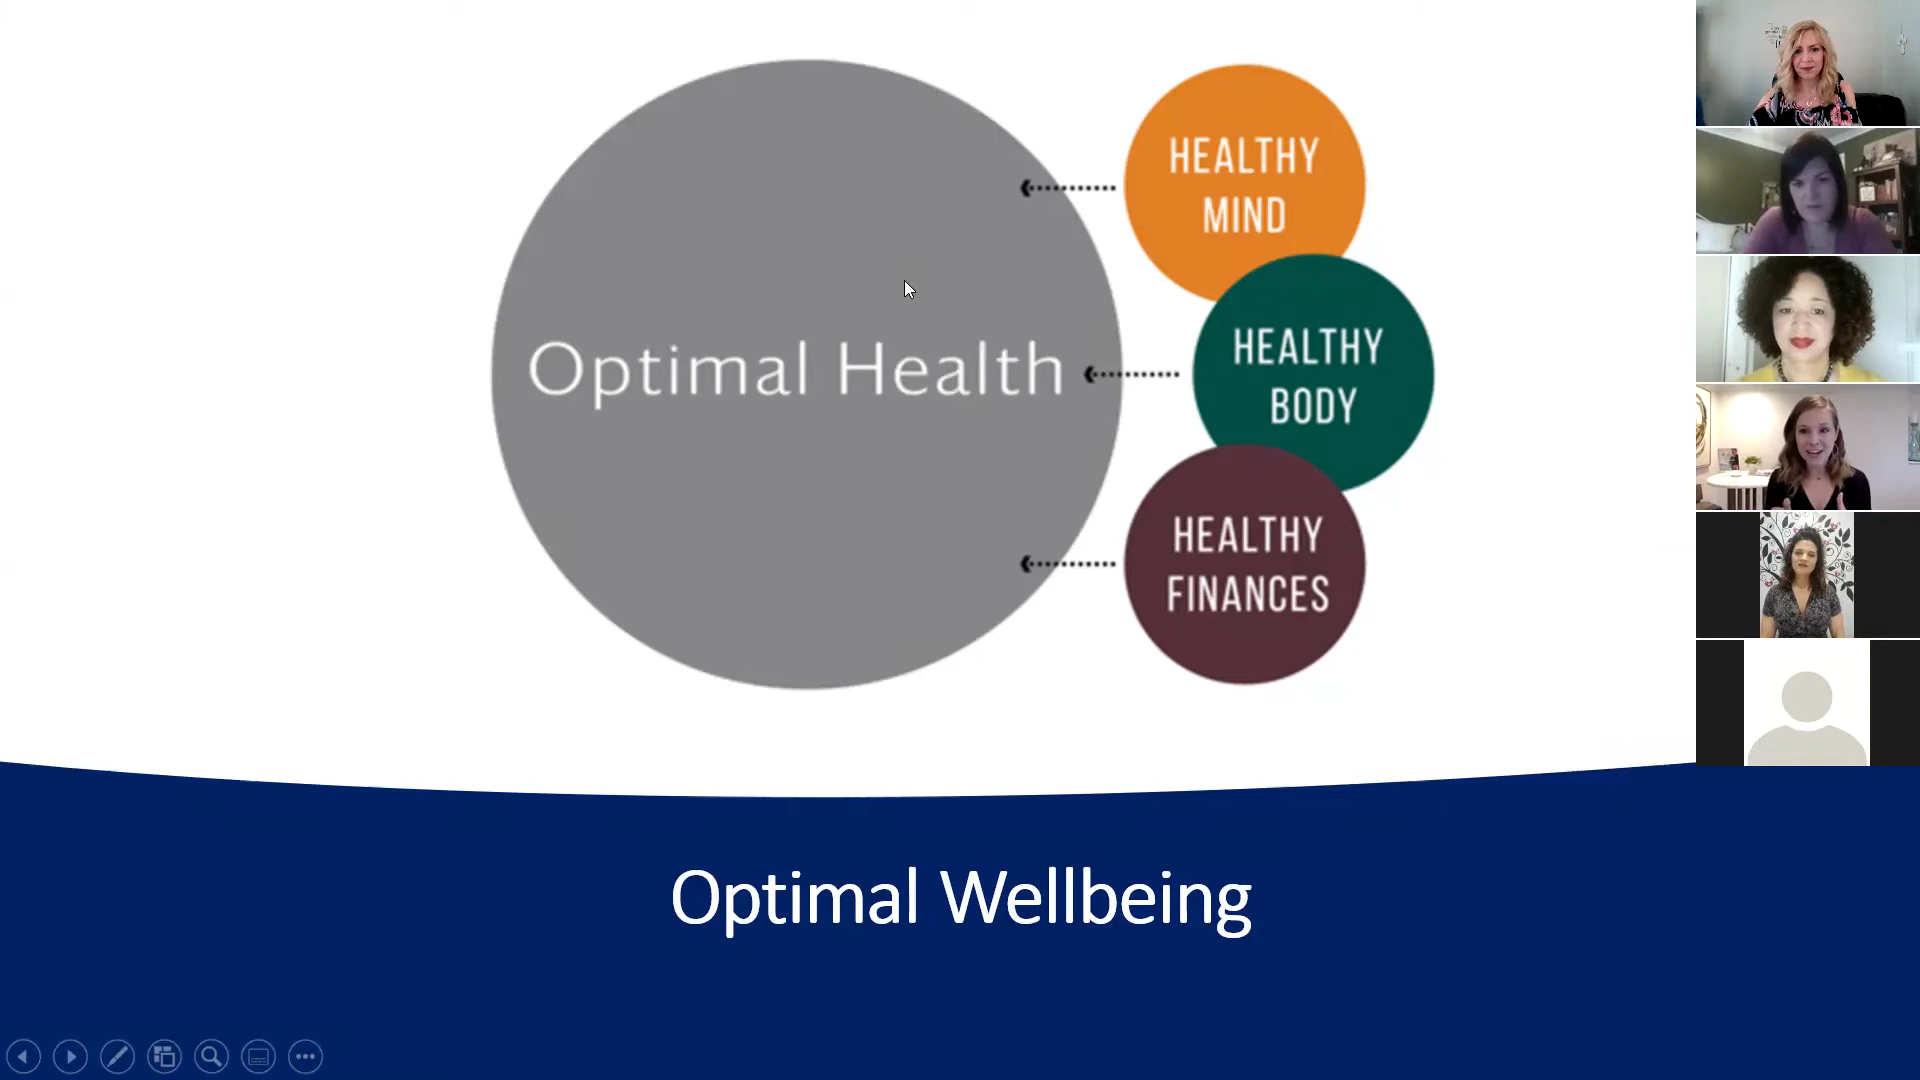 HEALTHY
MIND
Optimal Health
HEALTHY
BODY
HEALTHY
FINANCES
Optimal Wellbeing